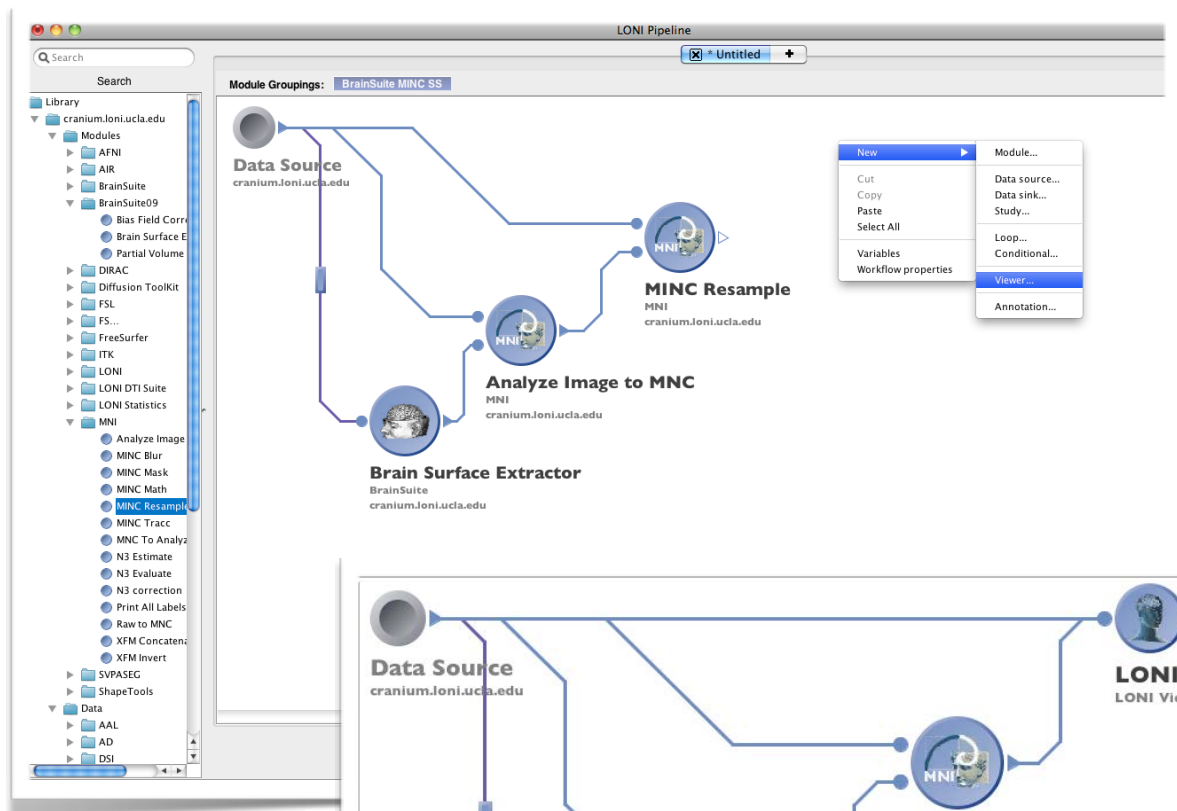 LONI Pipeline
Search
* Untitled
Search
Module Groupings: BrainSuite MINC SS
Library
cranium.loni.ucla.edu
Modules
AFNI
AIR
BrainSuite
BrainSuite09
Bias Field Corre
Brain Surface E
Partial Volume
DIRAC
Diffusion ToolKit
FSL
FS...
FreeSurfer
ITK
LONI
LONI DTI Suite
LONI Statistics
MNI
Analyze Image
MINC Blur
MINC Mask
MINC Math
MINC Resample
MINC Tracc
MNC To Analyz
N3 Estimate
N3 Evaluate
N3 correction
Print All Labels
Raw to MNC
XFM Concatena
XFM Invert
SVPASEG
ShapeTools
Data
AAL
AD
DSI
Data Source
cranium.loni.ucla.edu
MNI
MINC Resample
MNI
cranium.loni.ucla.edu
MNI
Analyze Image to MNC
MNI
cranium.loni.ucla.edu
Brain Surface Extractor
BrainSuite
cranium.loni.ucla.edu
New
Cut
Copy
Paste
Select All
Variables
Workflow properties
Module...
Data source...
Data sink...
Study...
Loop...
Conditional...
Viewer...
Annotation...
Data Source
cranium.loni.ucla.edu
LONI
LONI Vie
MNI